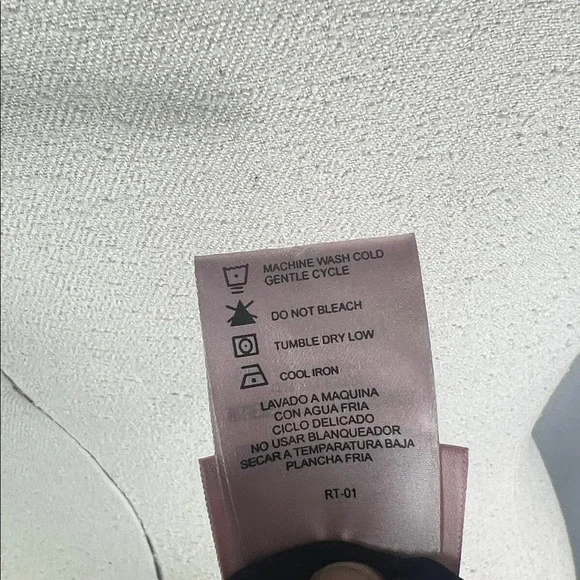 MACHINE WASH COLD
GENTLE CYCLE
DO NOT BLEACH
TUMBLE DRY LOW
COOL IRON
LAVADO A MAQUINA
CON AGUA FRIA
CICLO DELICADO
NO USAR BLANQUEADOR
SECAR A TEMPARATURA BAJA
PLANCHA FRIA
RT-01